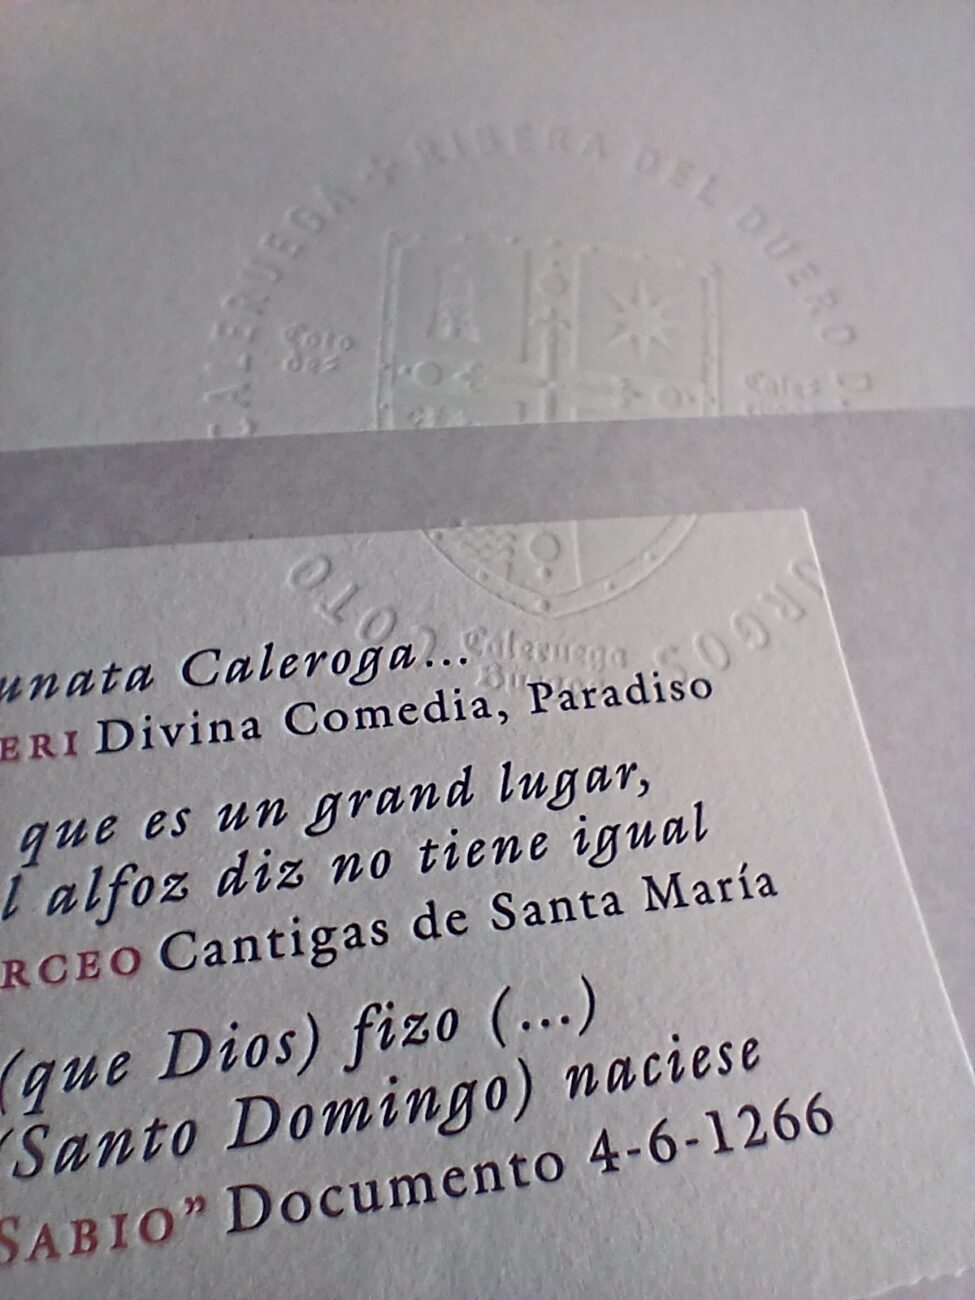 CALERUEGA + RIBERA DEL DUERO D.
Coto
COTO
BURGOS
Caleruega
unata Caleroga...
ERI Divina Comedia, Paradiso
que es un grand lugar,
l alfoz diz no tiene igual
RCEO Cantigas de Santa María
(que Dios) fizo (...)
(Santo Domingo) naciese
SABIO” Documento 4-6-1266